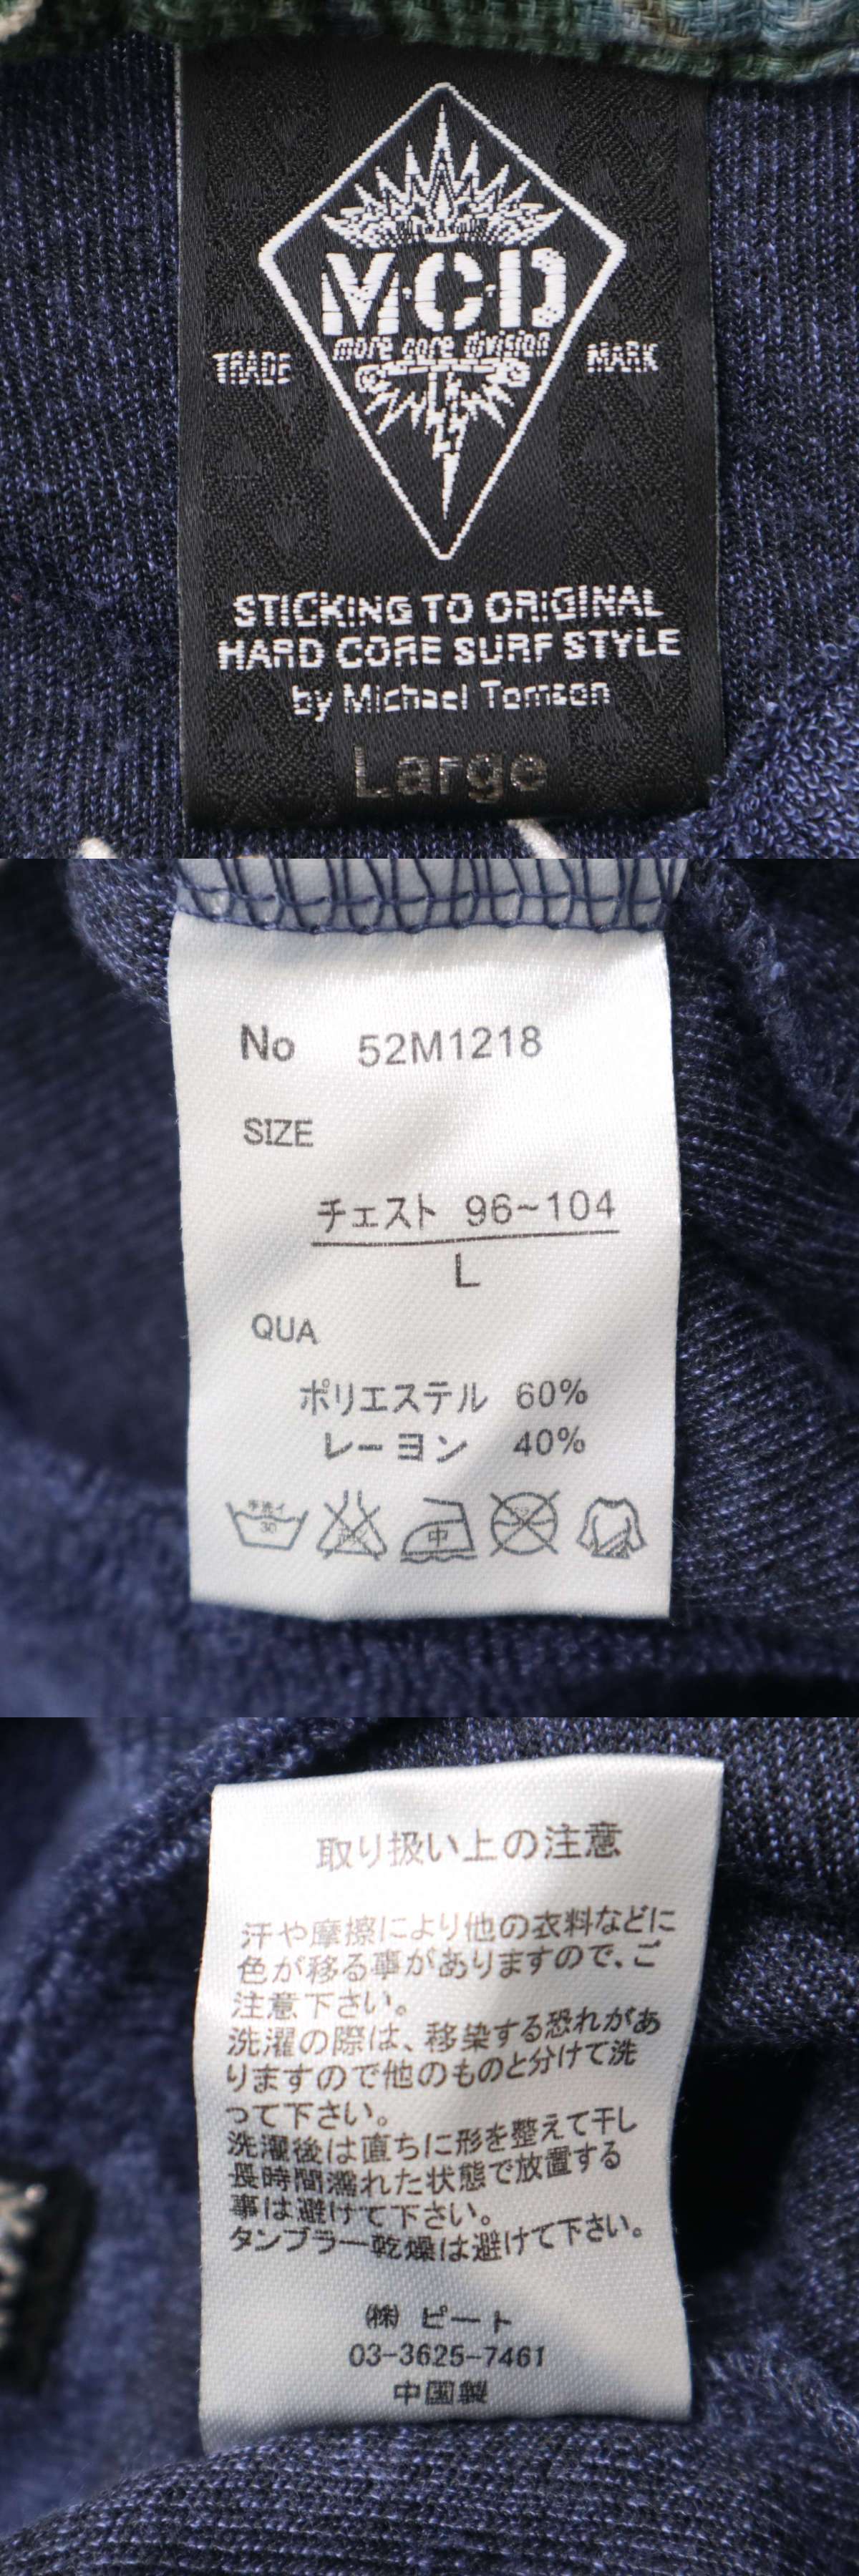 M·C·D
more core division
TRADE MARK
STICKING TO ORIGINAL
HARD CORE SURF STYLE
by Michael Tomson
Large
No 52M1218
SIZE
チェスト 96~104
L
QUA
ポリエステル 60%
レーヨン 40%
手洗イ
30
中
取り扱い上の注意
汗や摩擦により他の衣料などに
色が移る事がありますので、ご
注意下さい。
洗濯の際は、移染する恐れがあ
りますので他のものと分けて洗
って下さい。
洗濯後は直ちに形を整えて干し
長時間濡れた状態で放置する
事は避けて下さい。
タンブラー乾燥は避けて下さい。
㈱ ピート
03-3625-7461
中国製